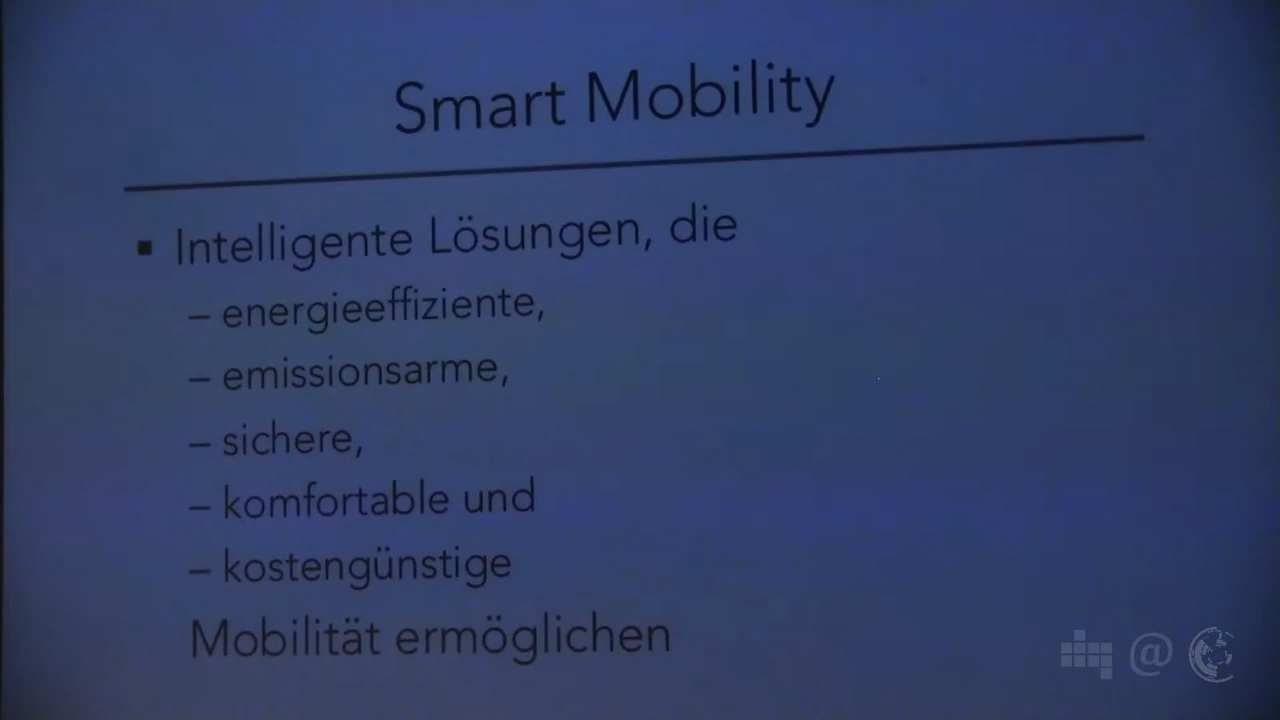 Smart Mobility
▪ Intelligente Lösungen, die
– energieeffiziente,
– emissionsarme,
– sichere,
– komfortable und
– kostengünstige
Mobilität ermöglichen
@